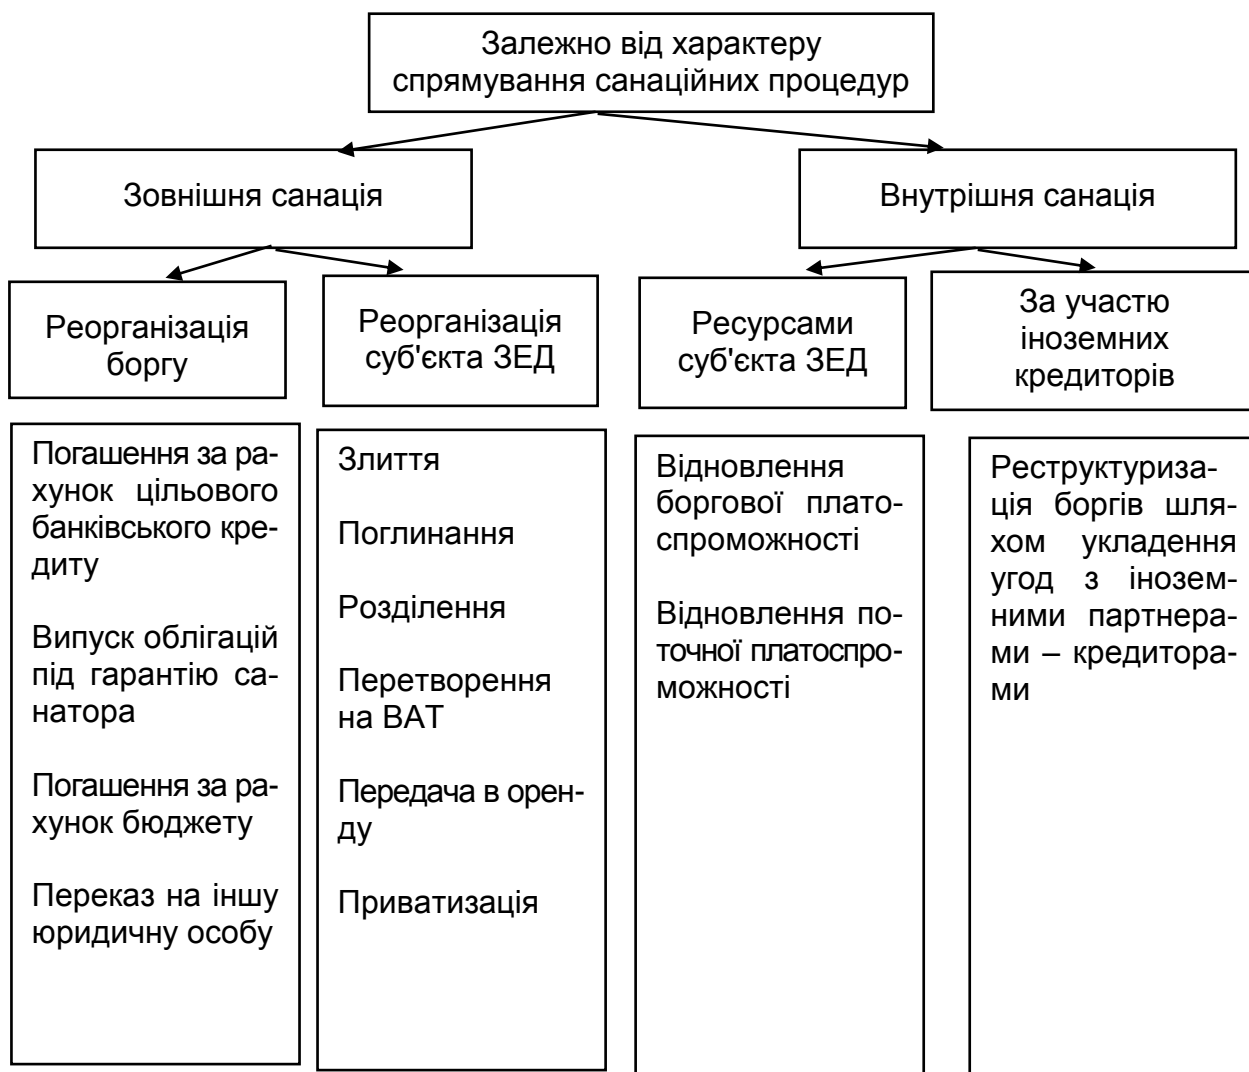 Залежно від характеру
спрямування санаційних процедур
Зовнішня санація
Внутрішня санація
Реорганізація
боргу
Реорганізація
суб'єкта ЗЕД
Ресурсами
суб'єкта ЗЕД
За участю
іноземних
кредиторів
Погашення за ра-
хунок цільового
банківського кре-
диту
Випуск облігацій
під гарантію са-
натора
Погашення за ра-
хунок бюджету
Переказ на іншу
юридичну особу
Злиття
Поглинання
Розділення
Перетворення
на ВАТ
Передача в орен-
ду
Приватизація
Відновлення
боргової плато-
спроможності
Відновлення по-
точної платоспро-
можності
Реструктуриза-
ція боргів шля-
хом укладення
угод з інозем-
ними партнера-
ми – кредитора-
ми